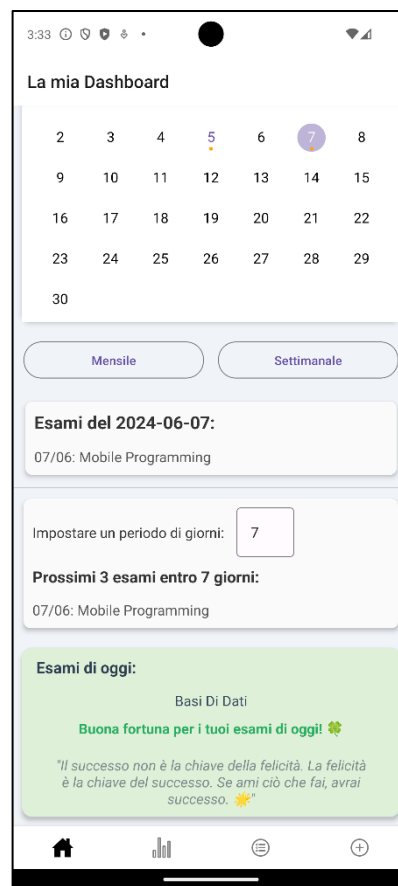 3:33
La mia Dashboard
2 3 4 5 6 7 8
9 10 11 12 13 14 15
16 17 18 19 20 21 22
23 24 25 26 27 28 29
30
Mensile Settimanale
Esami del 2024-06-07:
07/06: Mobile Programming
Impostare un periodo di giorni: 7
Prossimi 3 esami entro 7 giorni:
07/06: Mobile Programming
Esami di oggi:
Basi Di Dati
Buona fortuna per i tuoi esami di oggi! 🍀
"Il successo non è la chiave della felicità. La felicità
è la chiave del successo. Se ami ciò che fai, avrai
successo. 🌟"